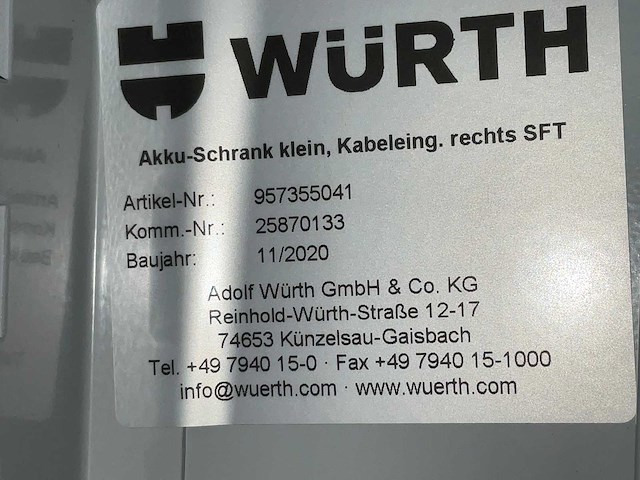 WÜRTH
Akku-Schrank klein, Kabeleing. rechts SFT
Artikel-Nr.: 957355041
Komm.-Nr.: 25870133
Baujahr: 11/2020
Adolf Würth GmbH & Co. KG
Reinhold-Würth-Straße 12-17
74653 Künzelsau-Gaisbach
Tel. +49 7940 15-0 · Fax +49 7940 15-1000
info@wuerth.com · www.wuerth.com